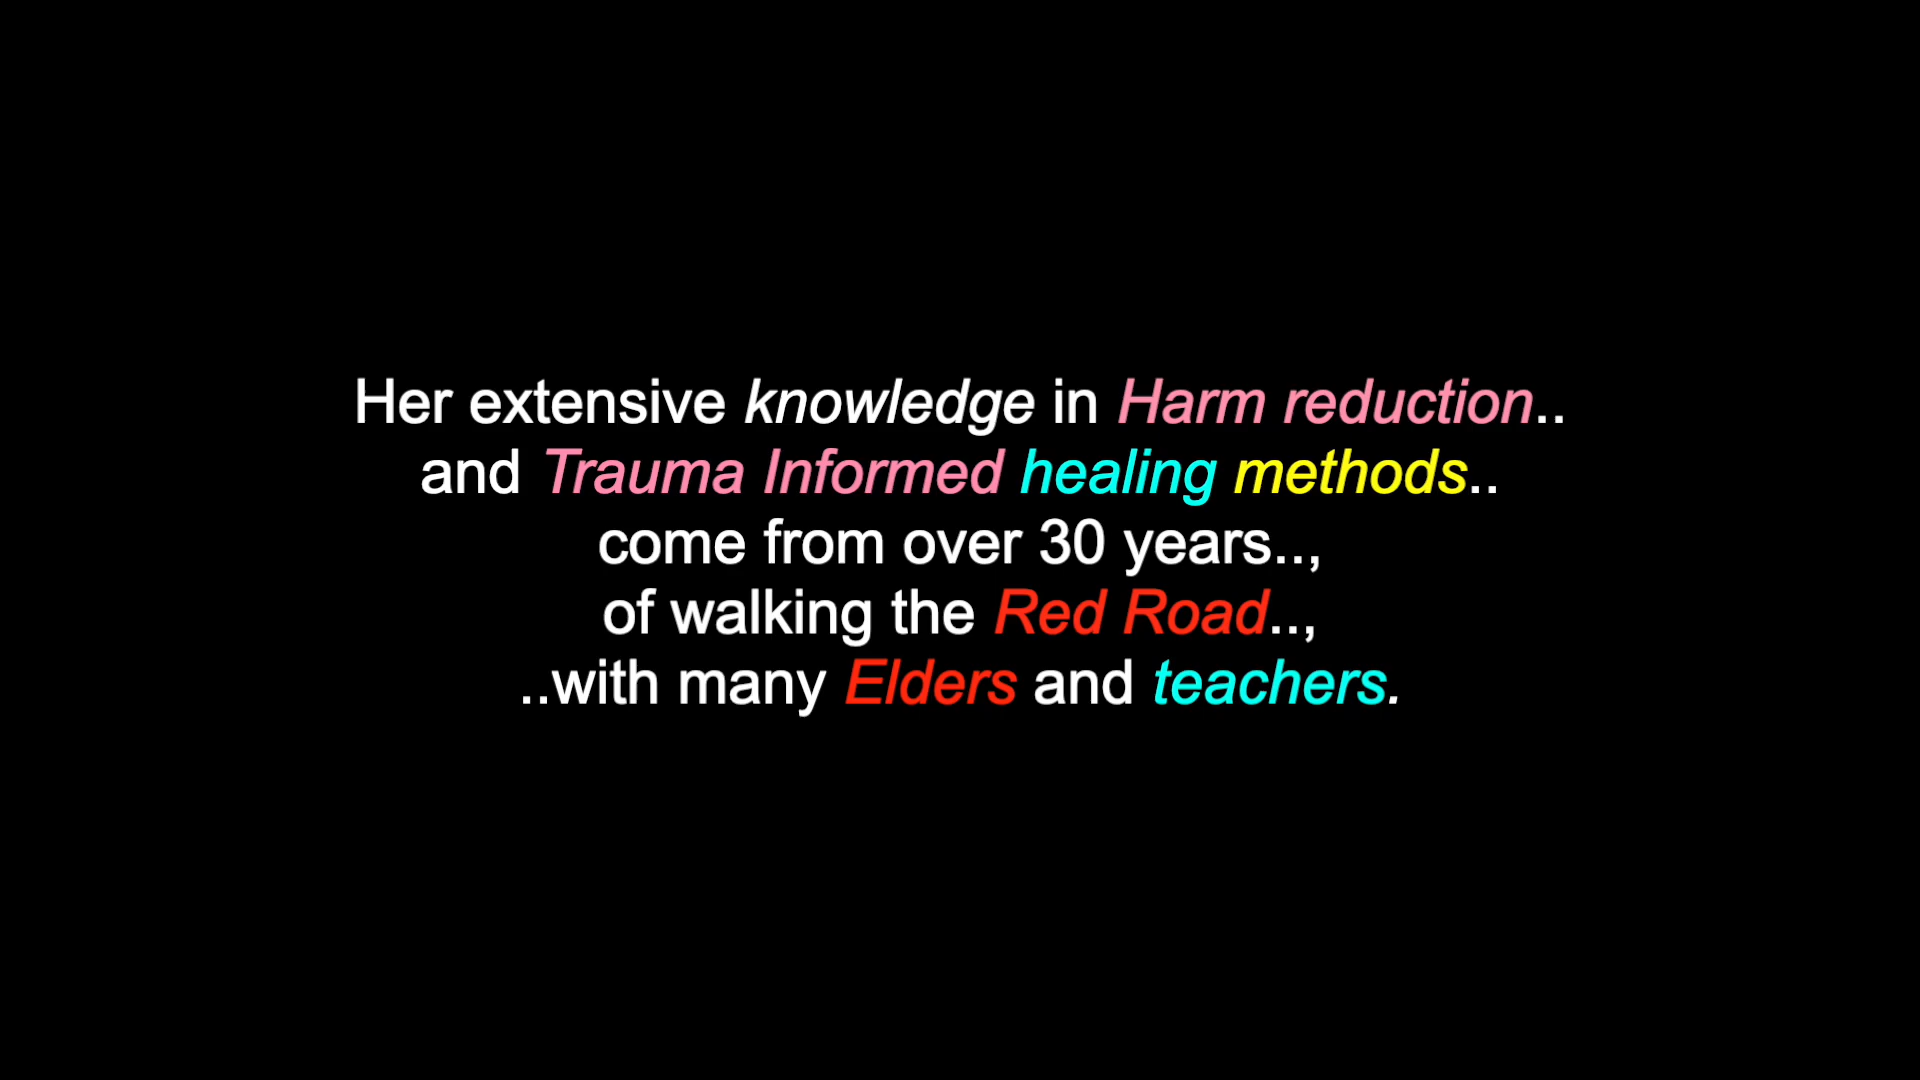 Her extensive knowledge in Harm reduction..
and Trauma Informed healing methods..
come from over 30 years..,
of walking the Red Road..,
..with many Elders and teachers.